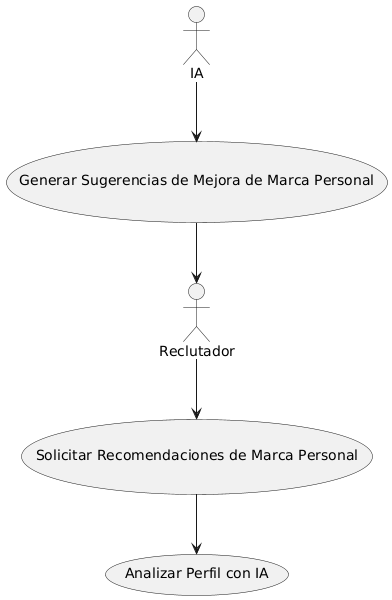 IA
Generar Sugerencias de Mejora de Marca Personal
Reclutador
Solicitar Recomendaciones de Marca Personal
Analizar Perfil con IA